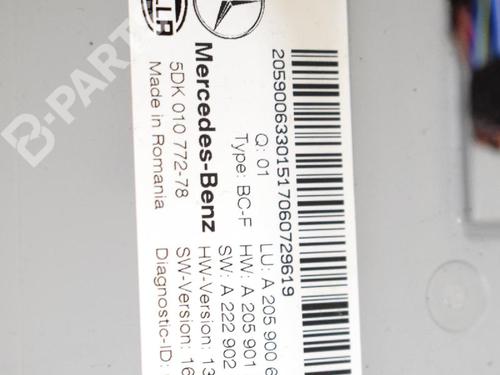 LLA
B-PARTS
20590063301517060729619
Q: 01
Type: BC-F
Mercedes-Benz
5DK 010 772-78
Made in Romania
LU: A 205 900 6
HW: A 205 901
SW: A 222 902
HW-Version: 13
SW-Version: 16
Diagnostic-ID: